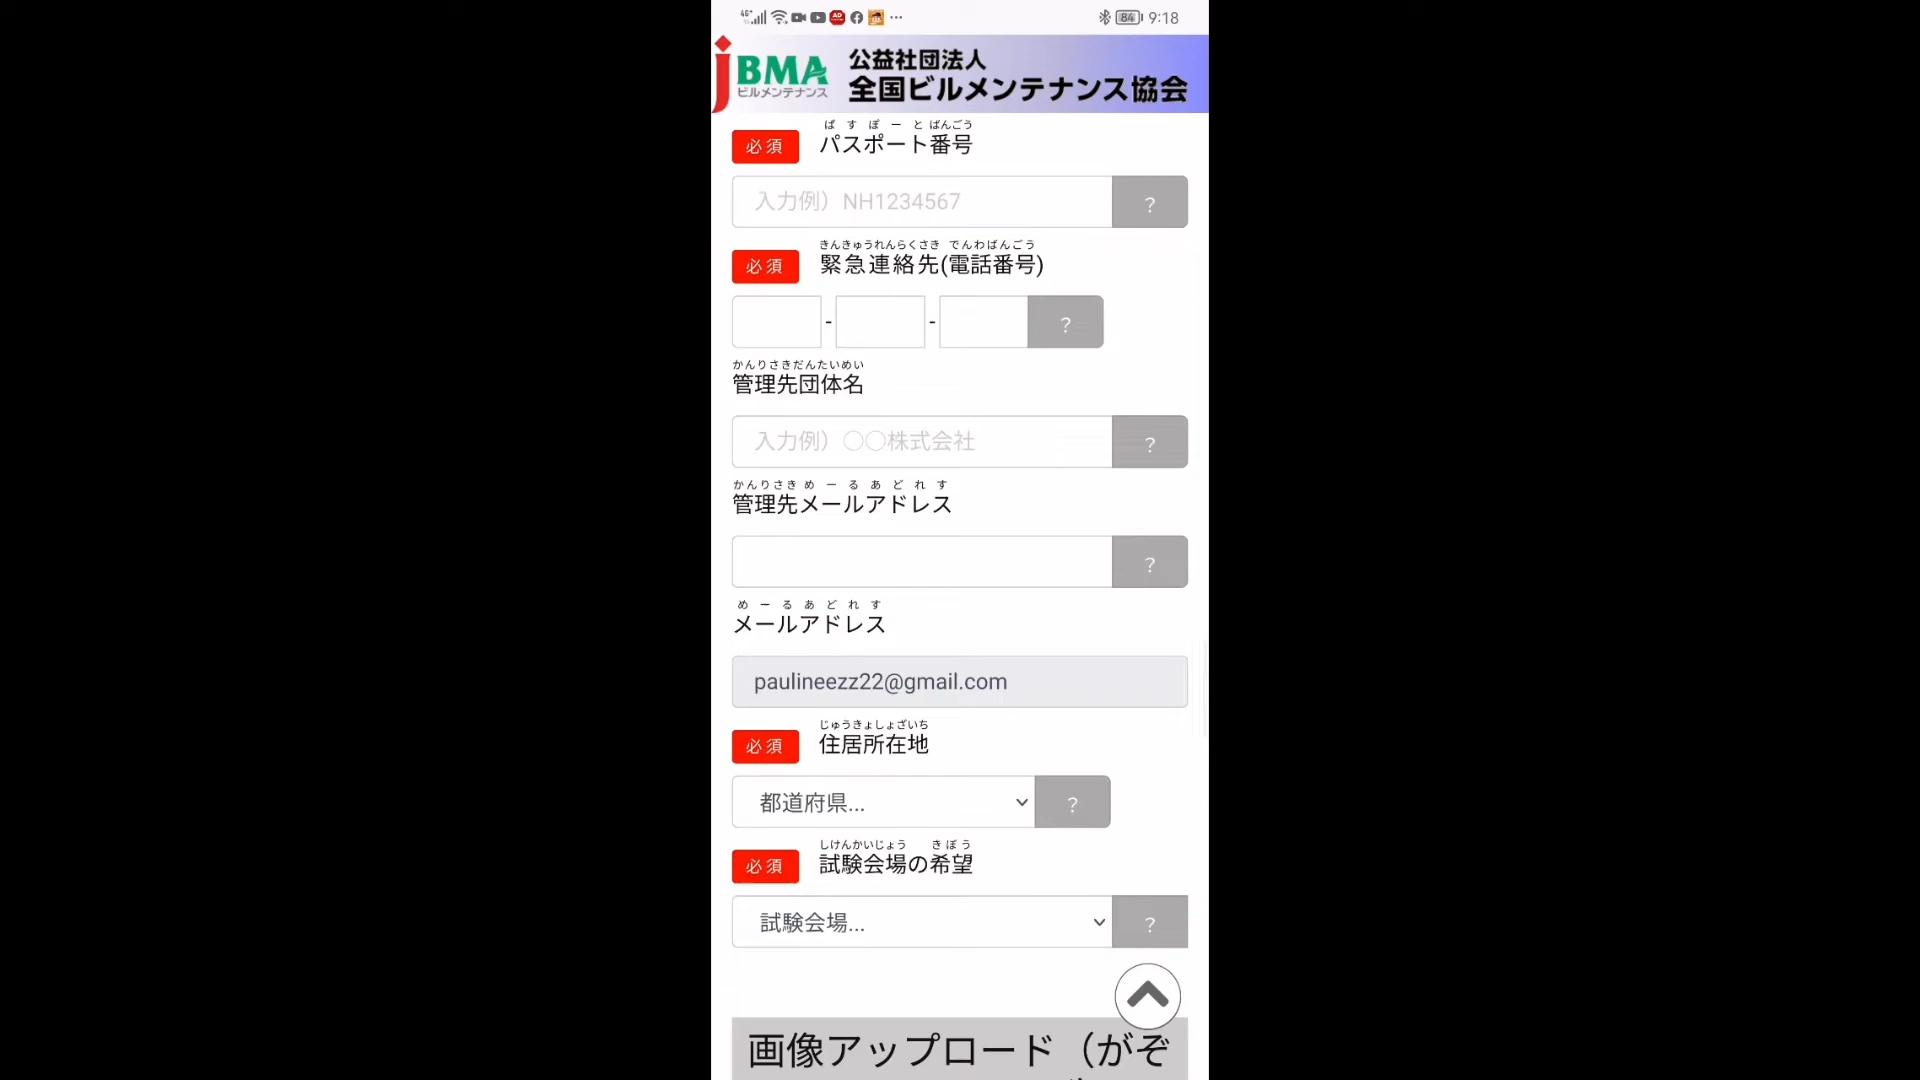 84 9:18
jBMA 公益社団法人
ビルメンテナンス 全国ビルメンテナンス協会
ぱすぽーと ばんごう
必須 パスポート番号
入力例）NH1234567 ?
きんきゅうれんらくさき でんわばんごう
必須 緊急連絡先(電話番号)
- - ?
かんりさきだんたいめい
管理先団体名
入力例）○○株式会社 ?
かんりさきめーるあどれす
管理先メールアドレス
?
めーるあどれす
メールアドレス
paulineezz22@gmail.com
じゅうきょしょざいち
必須 住居所在地
都道府県... ?
しけんかいじょう きぼう
必須 試験会場の希望
試験会場... ?
画像アップロード（がぞ